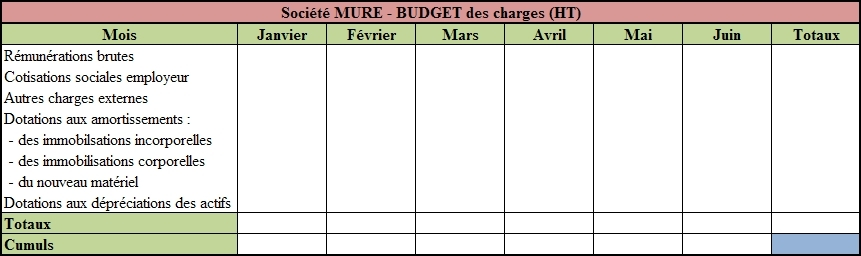 Société MURE - BUDGET des charges (HT)
Mois Janvier Février Mars Avril Mai Juin Totaux
Rémunérations brutes
Cotisations sociales employeur
Autres charges externes
Dotations aux amortissements :
- des immobilsations incorporelles
- des immobilisations corporelles
- du nouveau matériel
Dotations aux dépréciations des actifs
Totaux
Cumuls